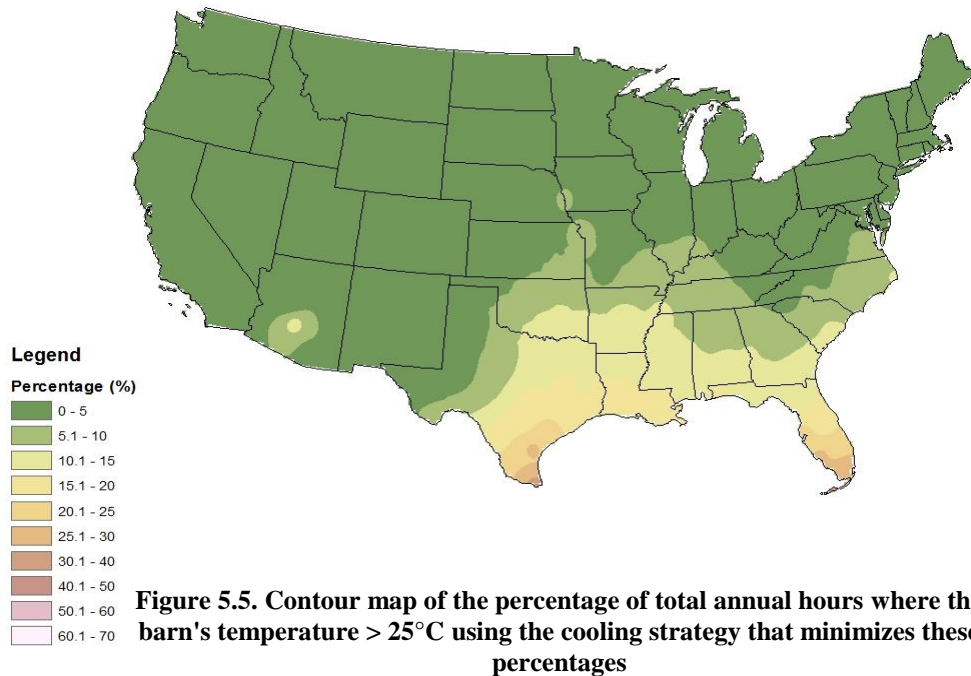 Legend
Percentage (%)
0 - 5
5.1 - 10
10.1 - 15
15.1 - 20
20.1 - 25
25.1 - 30
30.1 - 40
40.1 - 50
50.1 - 60
60.1 - 70
Figure 5.5. Contour map of the percentage of total annual hours where th
barn's temperature > 25°C using the cooling strategy that minimizes these
percentages